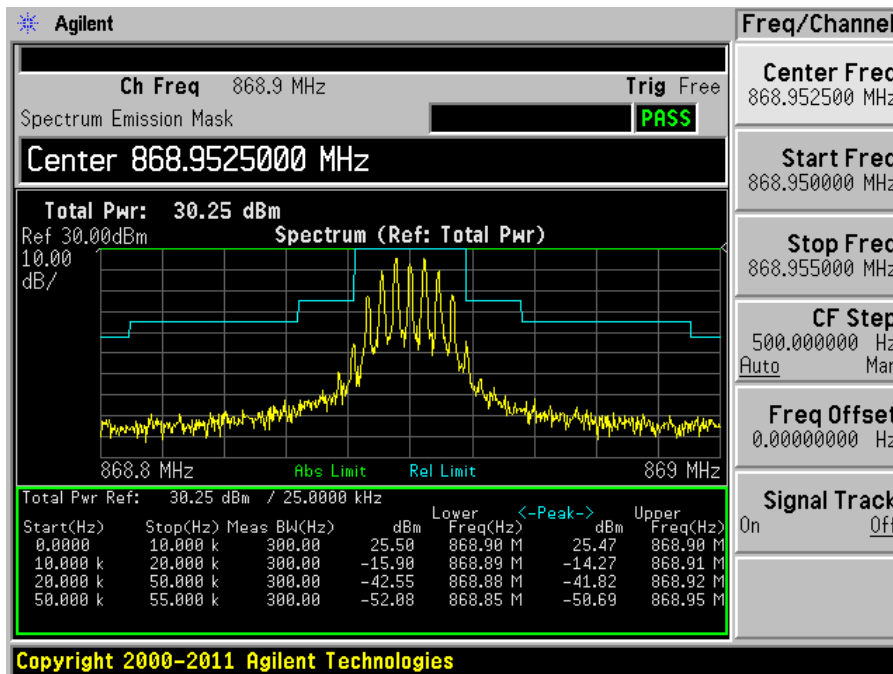 Agilent
Ch Freq 868.9 MHz Trig Free
Spectrum Emission Mask PASS
Center 868.9525000 MHz
Total Pwr: 30.25 dBm
Ref 30.00dBm Spectrum (Ref: Total Pwr)
10.00
dB/
868.8 MHz Abs Limit Rel Limit 869 MHz
Total Pwr Ref: 30.25 dBm / 25.0000 kHz
Lower <-Peak-> Upper
Start(Hz) Stop(Hz) Meas BW(Hz) dBm Freq(Hz) dBm Freq(Hz)
0.0000 10.000 k 300.00 25.50 868.90 M 25.47 868.90 M
10.000 k 20.000 k 300.00 -15.90 868.89 M -14.27 868.91 M
20.000 k 50.000 k 300.00 -42.55 868.88 M -41.82 868.92 M
50.000 k 55.000 k 300.00 -52.08 868.85 M -50.69 868.95 M
Copyright 2000-2011 Agilent Technologies
Freq/Channel
Center Freq
868.952500 MHz
Start Freq
868.950000 MHz
Stop Freq
868.955000 MHz
CF Step
500.000000 Hz
Auto Man
Freq Offset
0.00000000 Hz
Signal Track
On Off